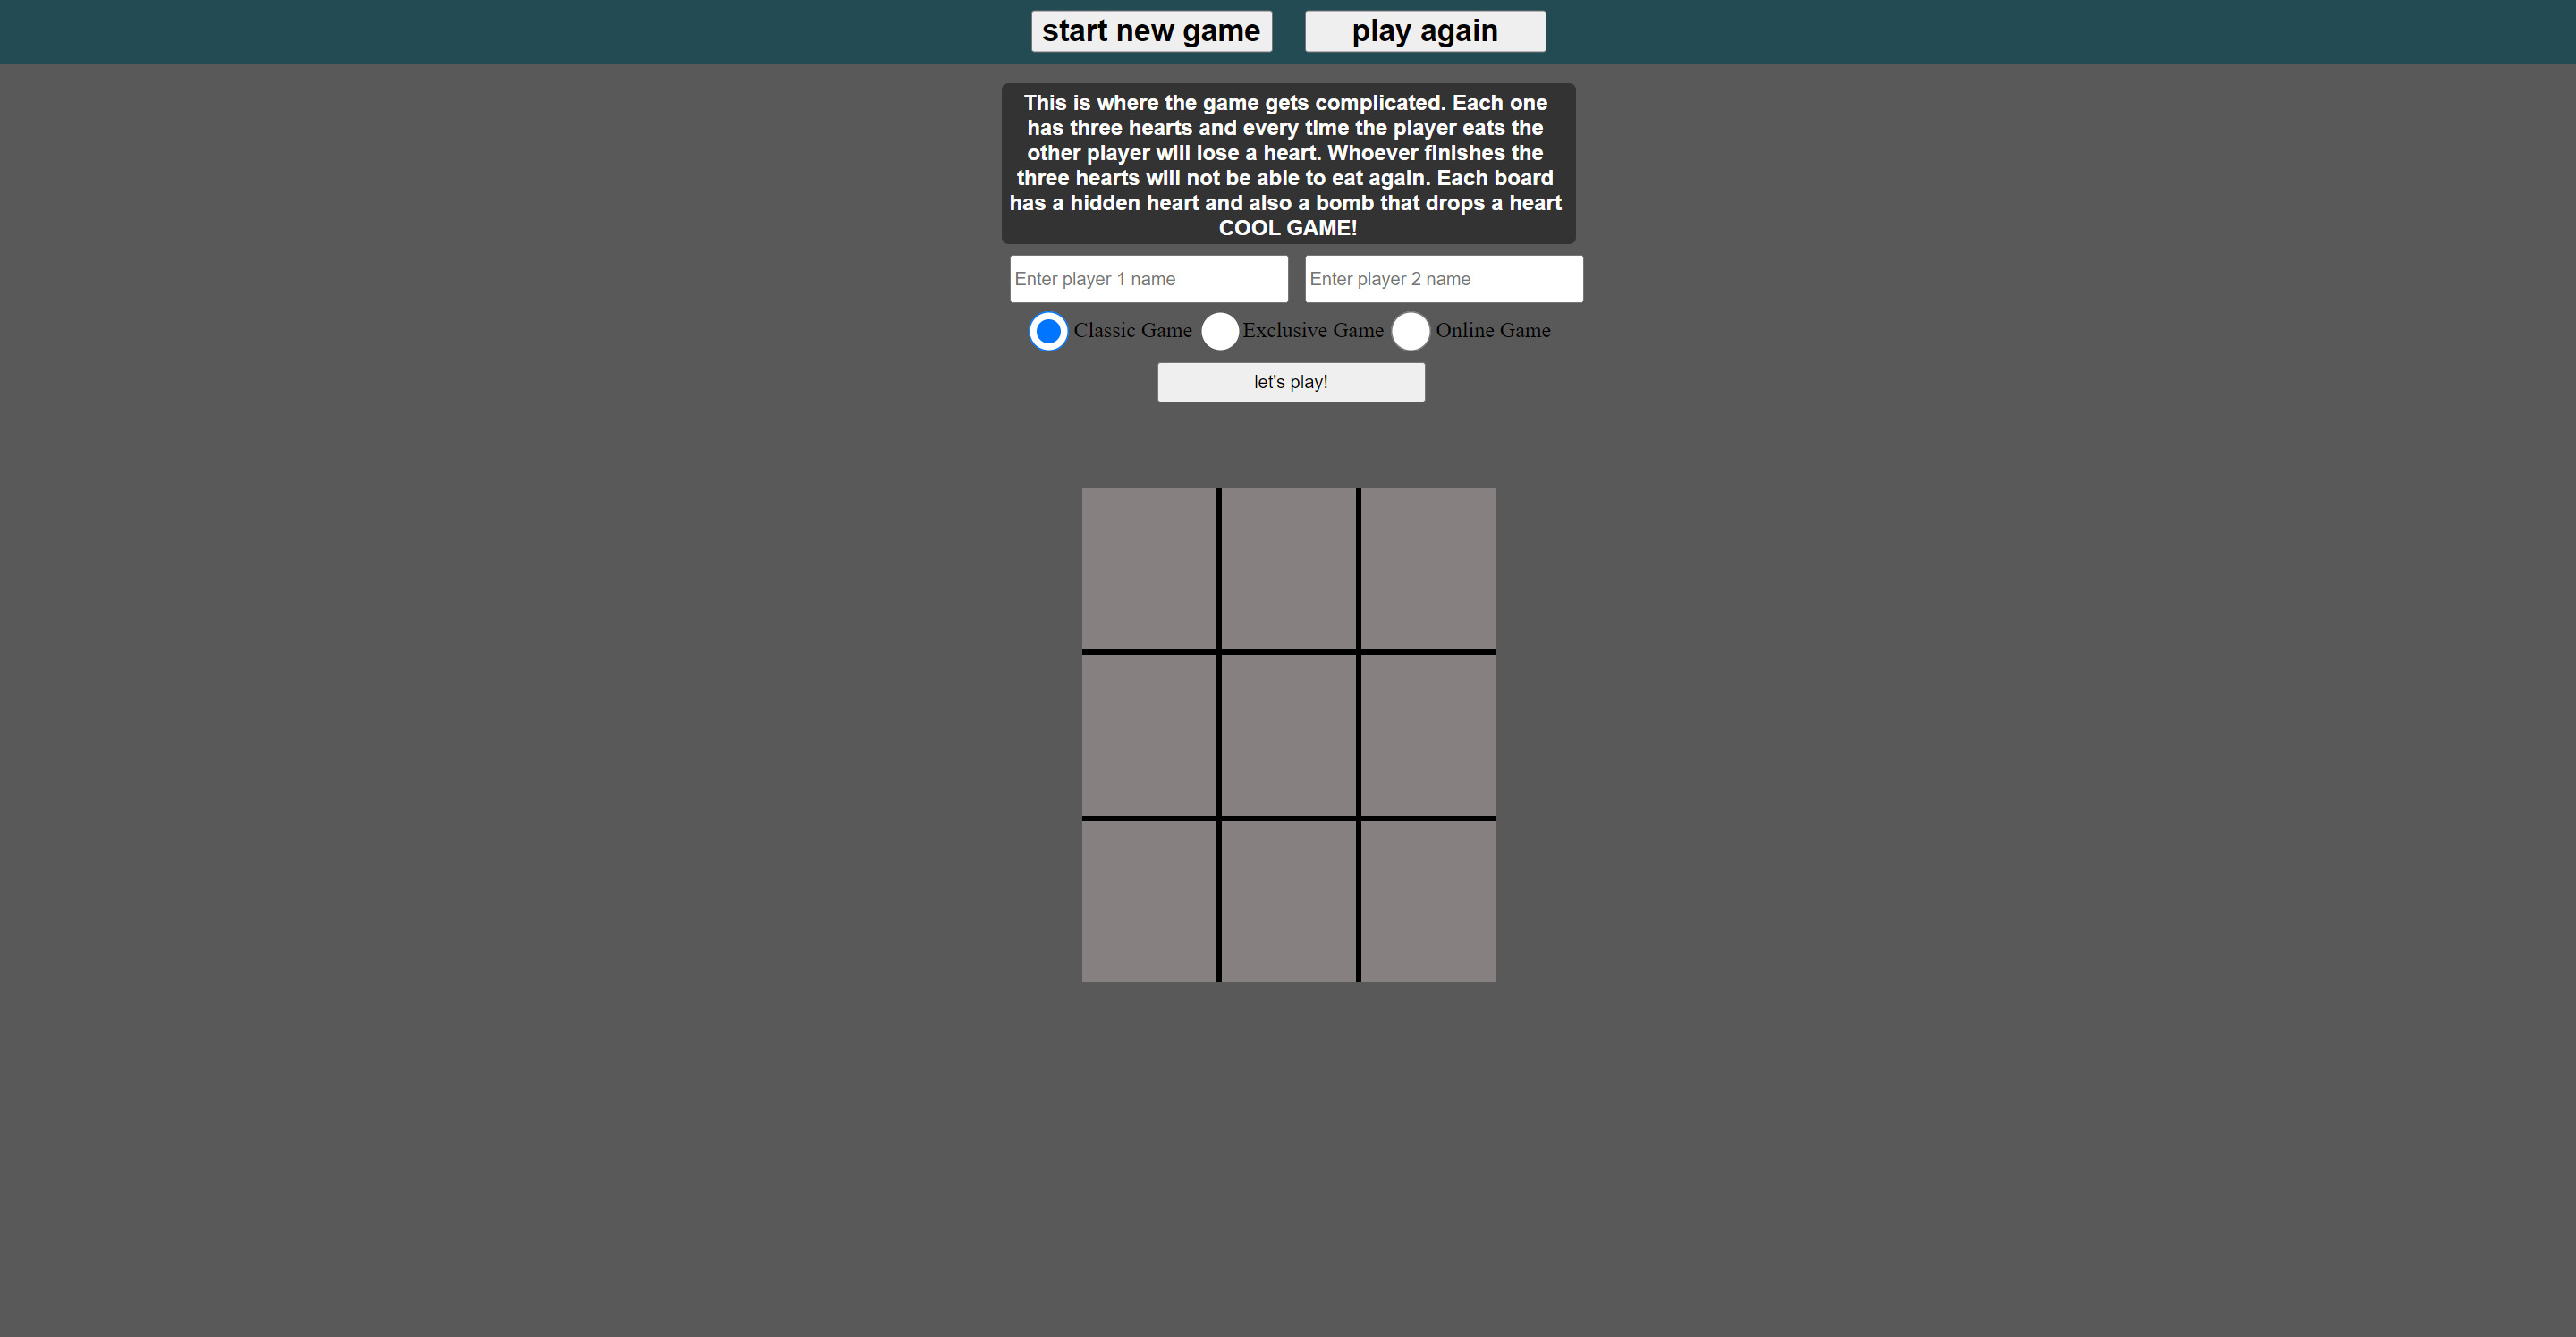 start new game play again
This is where the game gets complicated. Each one
has three hearts and every time the player eats the
other player will lose a heart. Whoever finishes the
three hearts will not be able to eat again. Each board
has a hidden heart and also a bomb that drops a heart
COOL GAME!
Enter player 1 name Enter player 2 name
Classic Game Exclusive Game Online Game
let's play!